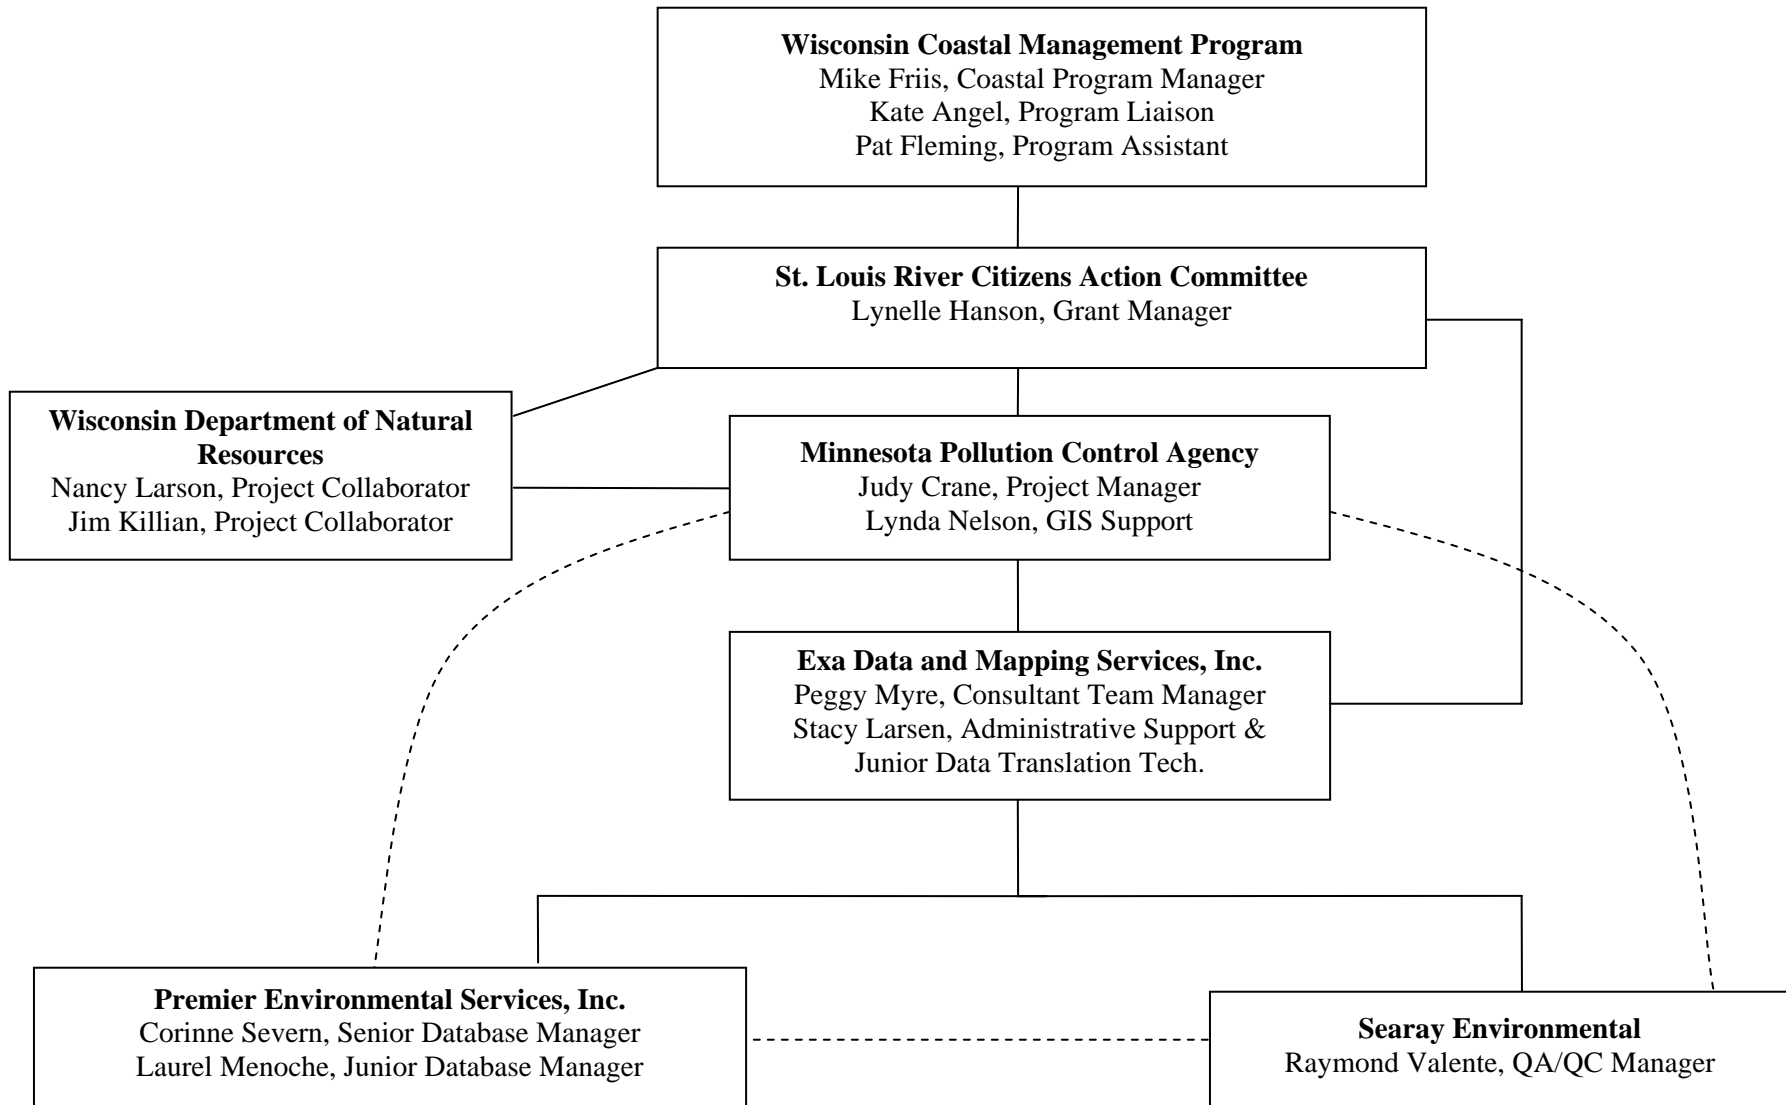 Wisconsin Coastal Management Program
Mike Friis, Coastal Program Manager
Kate Angel, Program Liaison
Pat Fleming, Program Assistant
St. Louis River Citizens Action Committee
Lynelle Hanson, Grant Manager
Wisconsin Department of Natural
Resources
Nancy Larson, Project Collaborator
Jim Killian, Project Collaborator
Minnesota Pollution Control Agency
Judy Crane, Project Manager
Lynda Nelson, GIS Support
Exa Data and Mapping Services, Inc.
Peggy Myre, Consultant Team Manager
Stacy Larsen, Administrative Support &
Junior Data Translation Tech.
Premier Environmental Services, Inc.
Corinne Severn, Senior Database Manager
Laurel Menoche, Junior Database Manager
Searay Environmental
Raymond Valente, QA/QC Manager